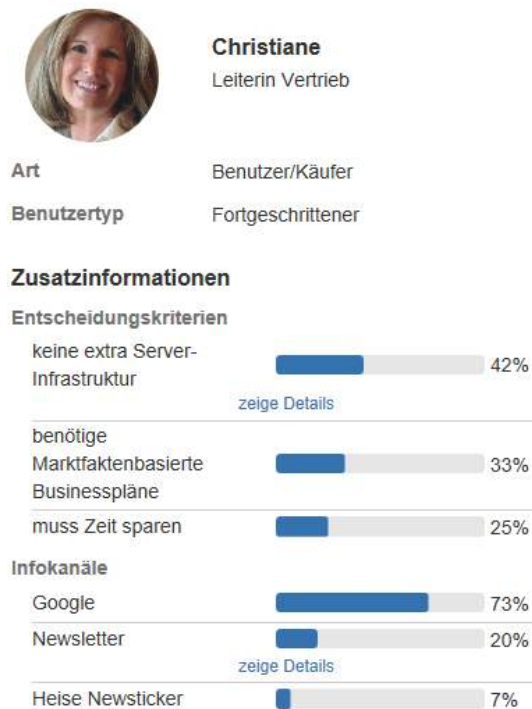 Christiane
Leiterin Vertrieb
Art Benutzer/Käufer
Benutzertyp Fortgeschrittener
Zusatzinformationen
Entscheidungskriterien
keine extra Server-
Infrastruktur 42%
zeige Details
benötige
Marktfaktenbasierte 33%
Businesspläne
muss Zeit sparen 25%
Infokanäle
Google 73%
Newsletter 20%
zeige Details
Heise Newsticker 7%